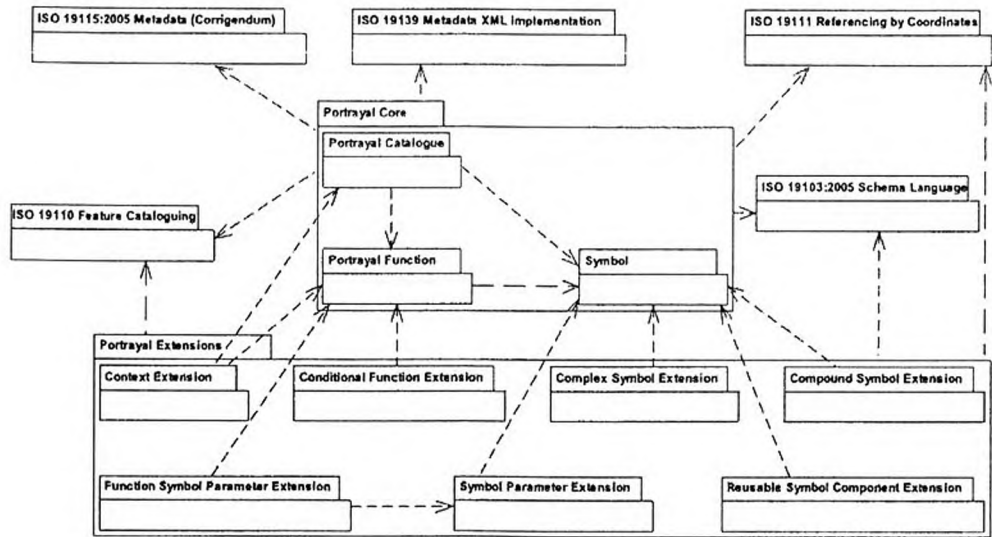 ISO 19115:2005 Metadata (Corrigendum)
ISO 19139 Metadata XML Implementation
ISO 19111 Referencing by Coordinates
Portrayal Core
Portrayal Catalogue
ISO 19103:2005 Schema Language
ISO 19110 Feature Cataloguing
Portrayal Function
Symbol
Portrayal Extensions
Context Extension
Conditional Function Extension
Complex Symbol Extension
Compound Symbol Extension
Function Symbol Parameter Extension
Symbol Parameter Extension
Reusable Symbol Component Extension